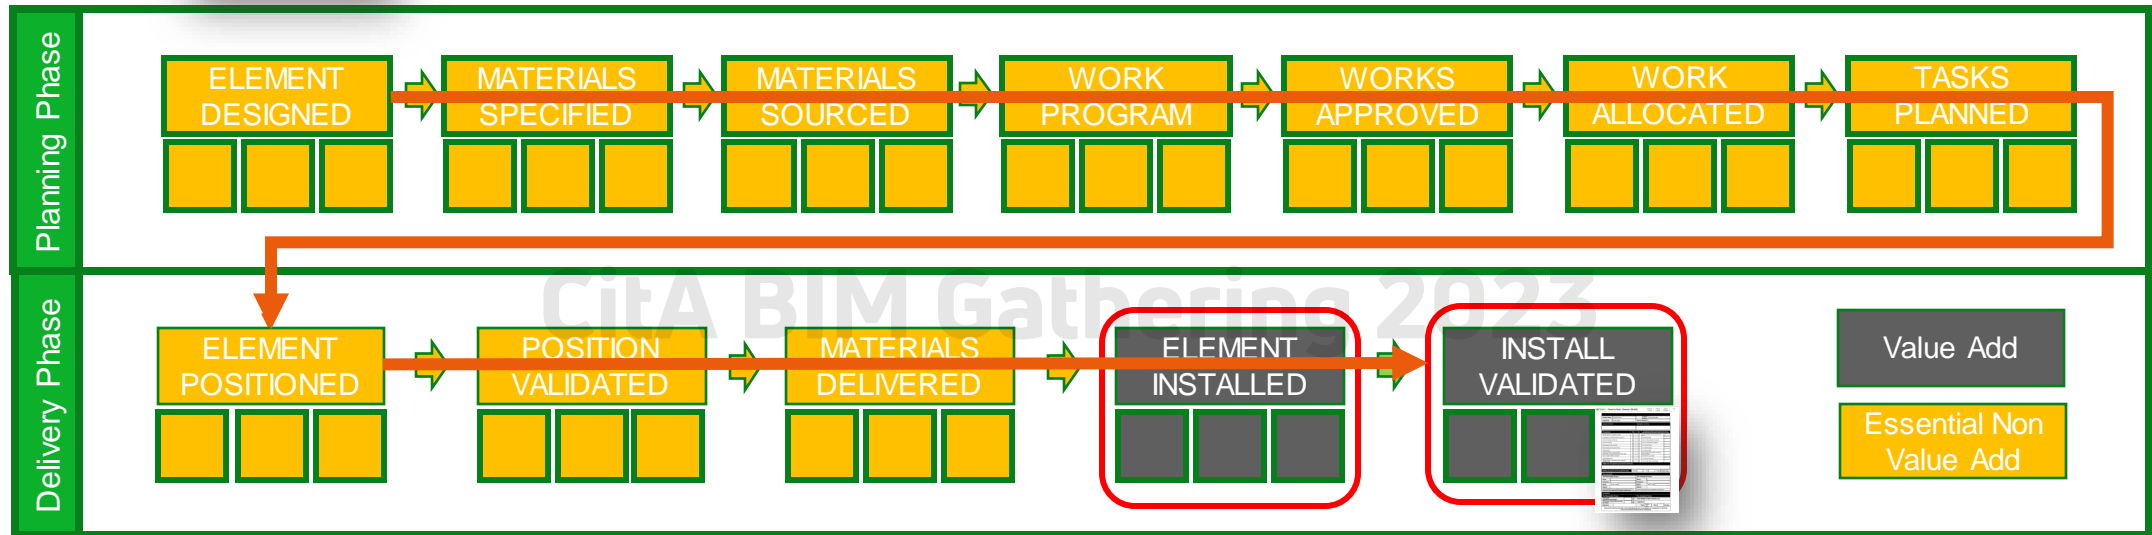 Planning Phase
ELEMENT
DESIGNED
MATERIALS
SPECIFIED
MATERIALS
SOURCED
WORK
PROGRAM
WORKS
APPROVED
WORK
ALLOCATED
TASKS
PLANNED
CitA BIM Gathering 2023
Delivery Phase
ELEMENT
POSITIONED
POSITION
VALIDATED
MATERIALS
DELIVERED
ELEMENT
INSTALLED
INSTALL
VALIDATED
Value Add
Essential Non
Value Add